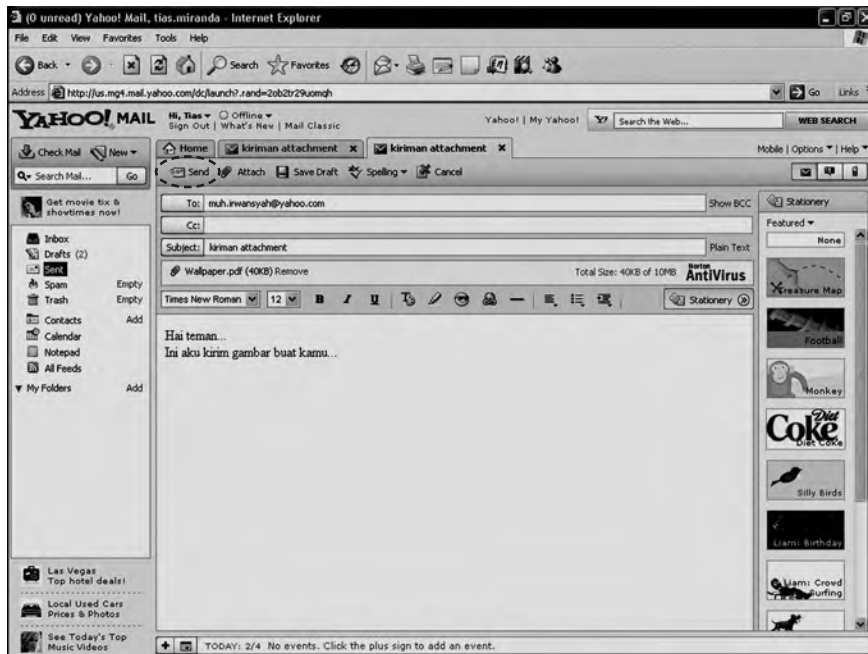 (0 unread) Yahoo! Mail, tias.miranda - Internet Explorer
File Edit View Favorites Tools Help
Back Search Favorites
Address http://us.mg4.mail.yahoo.com/dc/launch?.rand=2ob2tr29uomqh Go Links
YAHOO! MAIL Hi, Tias Offline
Sign Out | What's New | Mail Classic
Yahoo! | My Yahoo! Y! Search the Web... WEB SEARCH
Check Mail New
Home kiriman attachment x kiriman attachment x
Mobile | Options | Help
Search Mail... Go
Send Attach Save Draft Spelling Cancel
Get movie tix & showtimes now!
To: muh.irwansyah@yahoo.com Show BCC
Cc:
Subject: kiriman attachment Plain Text
Wallpaper.pdf (40KB) Remove Total Size: 40KB of 10MB Norton AntiVirus
Times New Roman 12 B I U Stationery
Inbox
Drafts (2)
Sent
Spam Empty
Trash Empty
Contacts Add
Calendar
Notepad
All Feeds
My Folders Add
Hai teman...
Ini aku kirim gambar buat kamu...
Stationery
Featured
None
Treasure Map
Football
Monkey
Diet Coke
Diet Coke
Silly Birds
Liam: Birthday
Liam: Crowd Surfing
Las Vegas
Top hotel deals!
Local Used Cars
Prices & Photos
See Today's Top
Music Videos
TODAY: 2/4 No events. Click the plus sign to add an event.